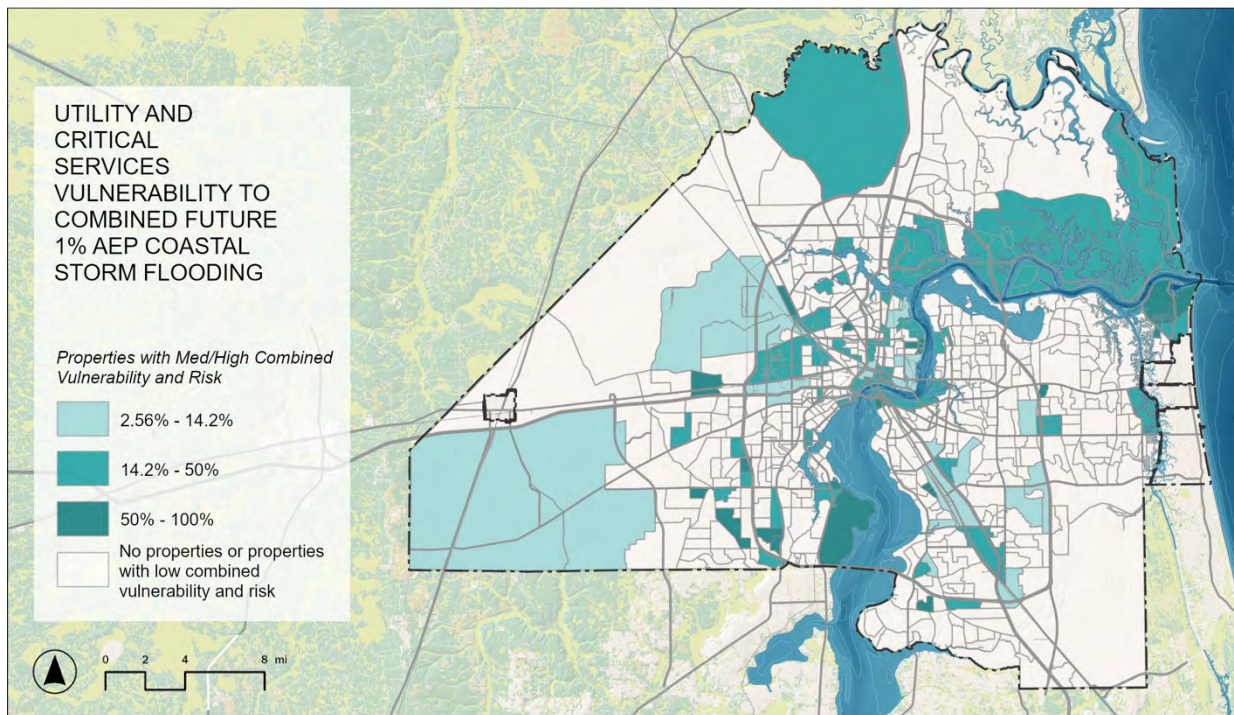 UTILITY AND
CRITICAL
SERVICES
VULNERABILITY TO
COMBINED FUTURE
1% AEP COASTAL
STORM FLOODING
Properties with Med/High Combined
Vulnerability and Risk
2.56% - 14.2%
14.2% - 50%
50% - 100%
No properties or properties
with low combined
vulnerability and risk
0 2 4 8 mi